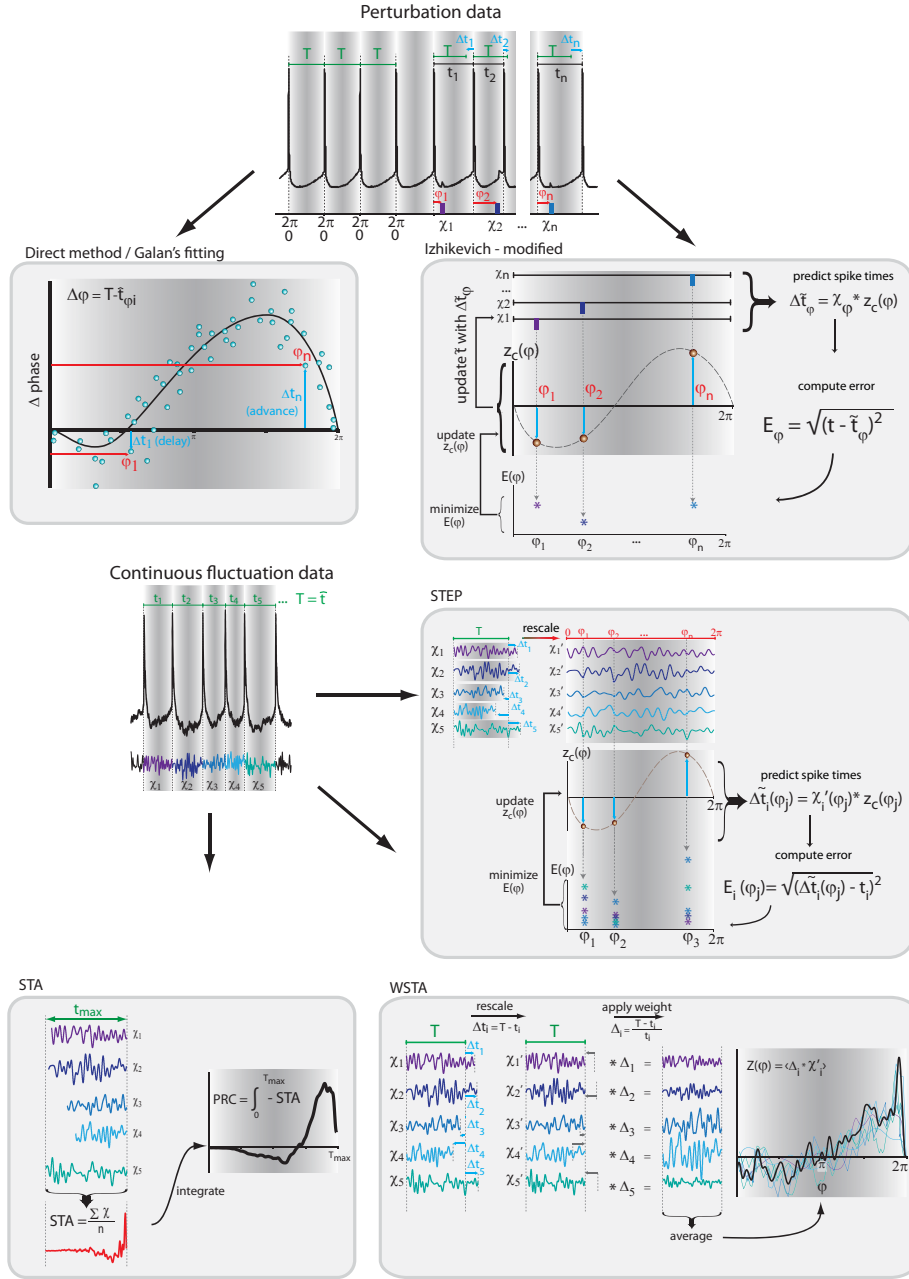 Perturbation data
Δt1 Δt2 Δtn
T T T T T T
t1 t2 tn
φ1 φ2 φn
2π 2π 2π 2π χ1 χ2 ... χn
0 0 0 0
Direct method / Galan's fitting
Δφ = T-t̂φi
Δ phase
φn
Δtn
(advance)
Δt1 (delay)
φ1
π
2π
Izhikevich - modified
χn
...
χ2
χ1
update t̃ with Δt̃φ
zc(φ)
φ1 φ2 φn
2π
update
zc(φ)
E(φ)
minimize
E(φ)
φ1 φ2 ... φn 2π
predict spike times
Δt̃φ = χφ* zc(φ)
compute error
Eφ = √(t - t̃φ)²
Continuous fluctuation data
t1 t2 t3 t4 t5 ... T = t̂
χ1 χ2 χ3 χ4 χ5
STEP
T
rescale
0 φ1 φ2 ... φn 2π
χ1 Δt1 χ1'
χ2 Δt2 χ2'
χ3 Δt3 χ3'
χ4 Δt4 χ4'
χ5 Δt5 χ5'
zc(φ)
2π
update
zc(φ)
minimize
E(φ)
E(φ)
φ1 φ2 φ3 2π
predict spike times
Δt̃i(φj) = χi'(φj)* zc(φj)
compute error
Ei (φj)= √(Δt̃i(φj) - ti)²
STA
tmax
χ1
χ2
χ3
χ4
χ5
STA = Σ χ
n
integrate
PRC = ∫0Tmax - STA
Tmax
WSTA
rescale
Δti = T - ti
apply weight
Δi = T - ti
ti
T T
χ1 Δt1 χ1' * Δ1 =
χ2 Δt2 χ2' * Δ2 =
χ3 Δt3 χ3' * Δ3 =
χ4 Δt4 χ4' * Δ4 =
χ5 Δt5 χ5' * Δ5 =
average
Z(φ) = ‹Δi * χ'i›
π
2π
φ